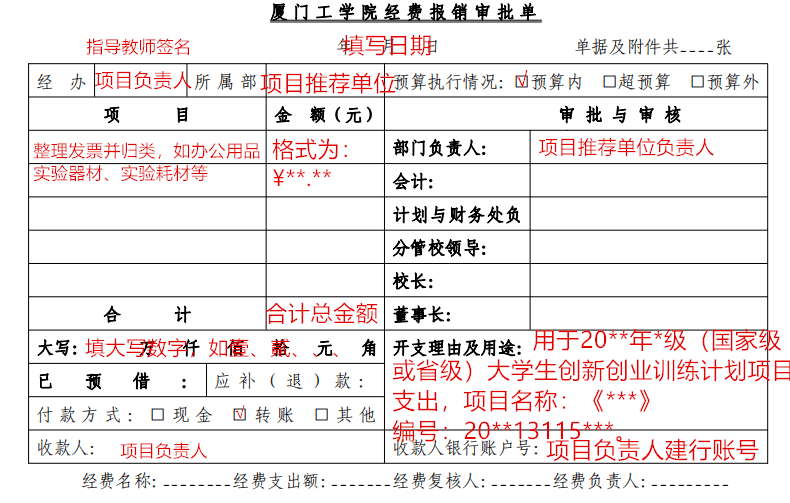 厦门工学院经费报销审批单
指导教师签名 年 月 日 填写日期 单据及附件共----张
经 办 项目负责人 所属部 项目推荐单位 预算执行情况：☑预算内 □超预算 □预算外
项 目 金 额（元） 审批与审核
整理发票并归类，如办公用品 格式为： 部门负责人： 项目推荐单位负责人
实验器材、实验耗材等 ¥**.** 会计：
计划与财务处负
分管校领导：
校长：
合 计 合计总金额 董事长：
大写： 万 仟 佰 拾 元 角 填大写数字，如壹、贰、、、 开支理由及用途： 用于20**年*级（国家级
已预借： 应补（退）款： 或省级）大学生创新创业训练计划项目
付款方式：□现金 ☑转账 □其他 支出，项目名称：《***》
编号：20**13115***。
收款人： 项目负责人 收款人银行账户号： 项目负责人建行账号
经费名称:--------经费支出额:-------经费复核人:-------经费负责人:---------